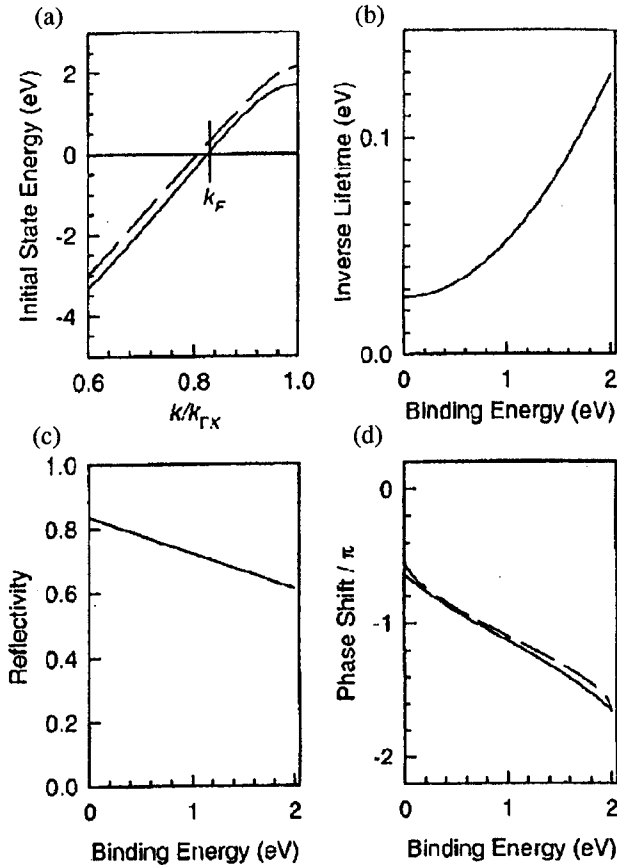 (a)
Initial State Energy (eV)
2
0
-2
-4
k_F
0.6
0.8
1.0
k/k_ΓX
(b)
Inverse Lifetime (eV)
0.1
0.0
0
1
2
Binding Energy (eV)
(c)
Reflectivity
1.0
0.8
0.6
0.4
0.2
0.0
0
1
2
Binding Energy (eV)
(d)
Phase Shift / π
0
-1
-2
0
1
2
Binding Energy (eV)